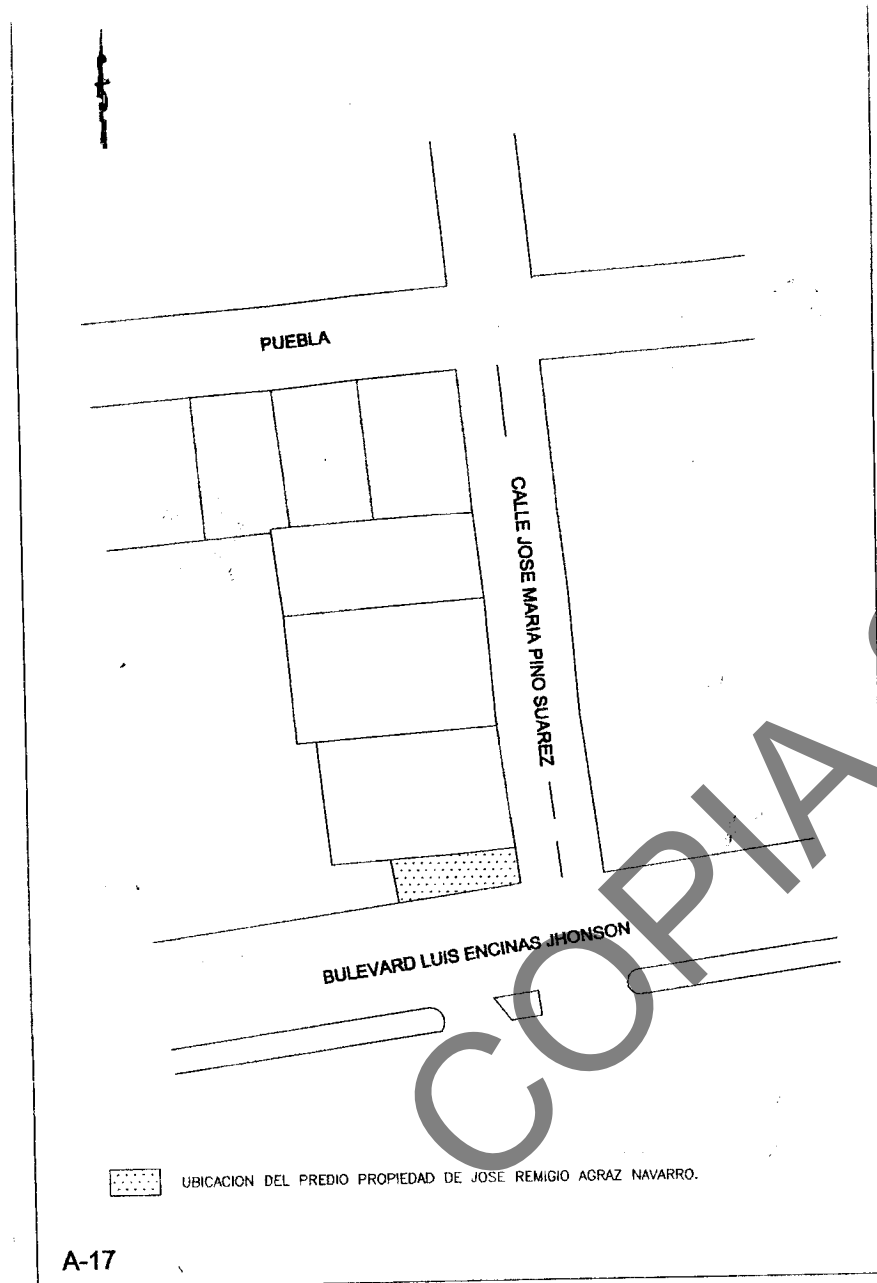 PUEBLA
CALLE JOSE MARIA PINO SUAREZ
BULEVARD LUIS ENCINAS JHONSON
COPIA
UBICACION DEL PREDIO PROPIEDAD DE JOSE REMIGIO AGRAZ NAVARRO.
A-17